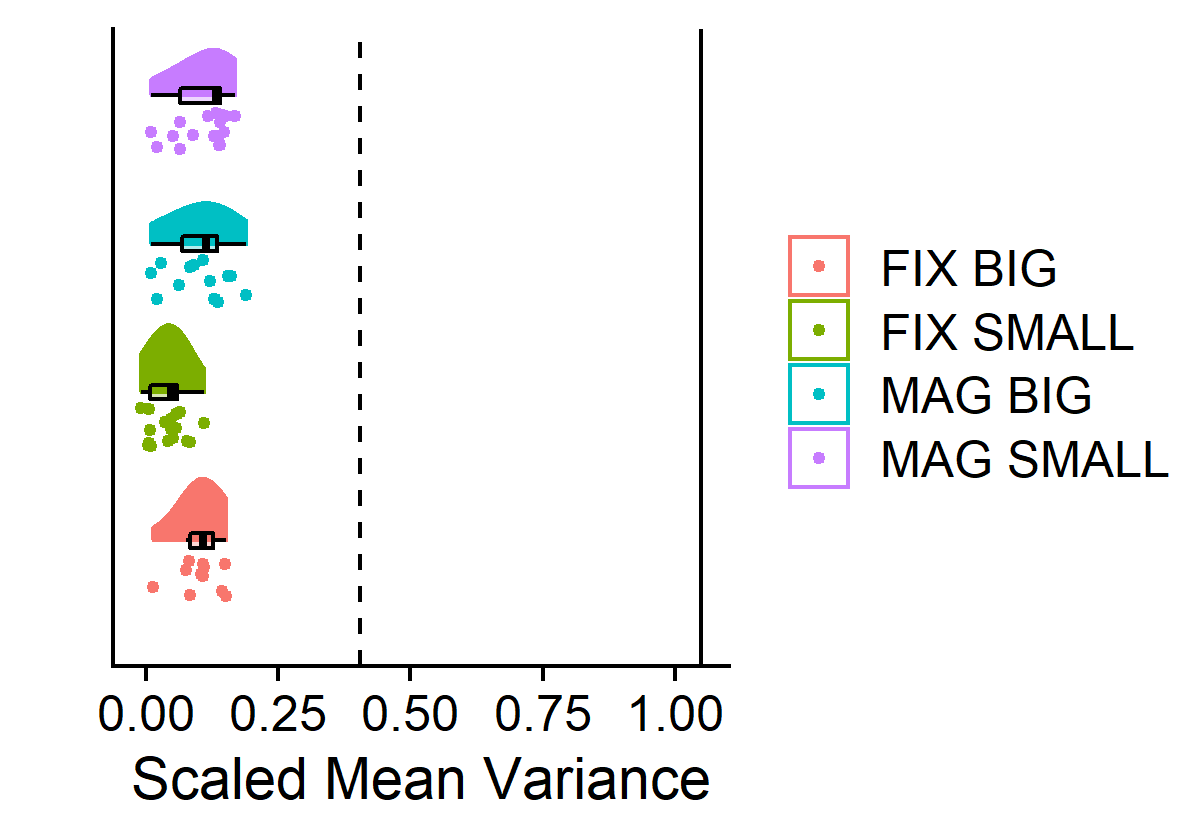 FIX BIG
FIX SMALL
MAG BIG
MAG SMALL
0.00 0.25 0.50 0.75 1.00
Scaled Mean Variance